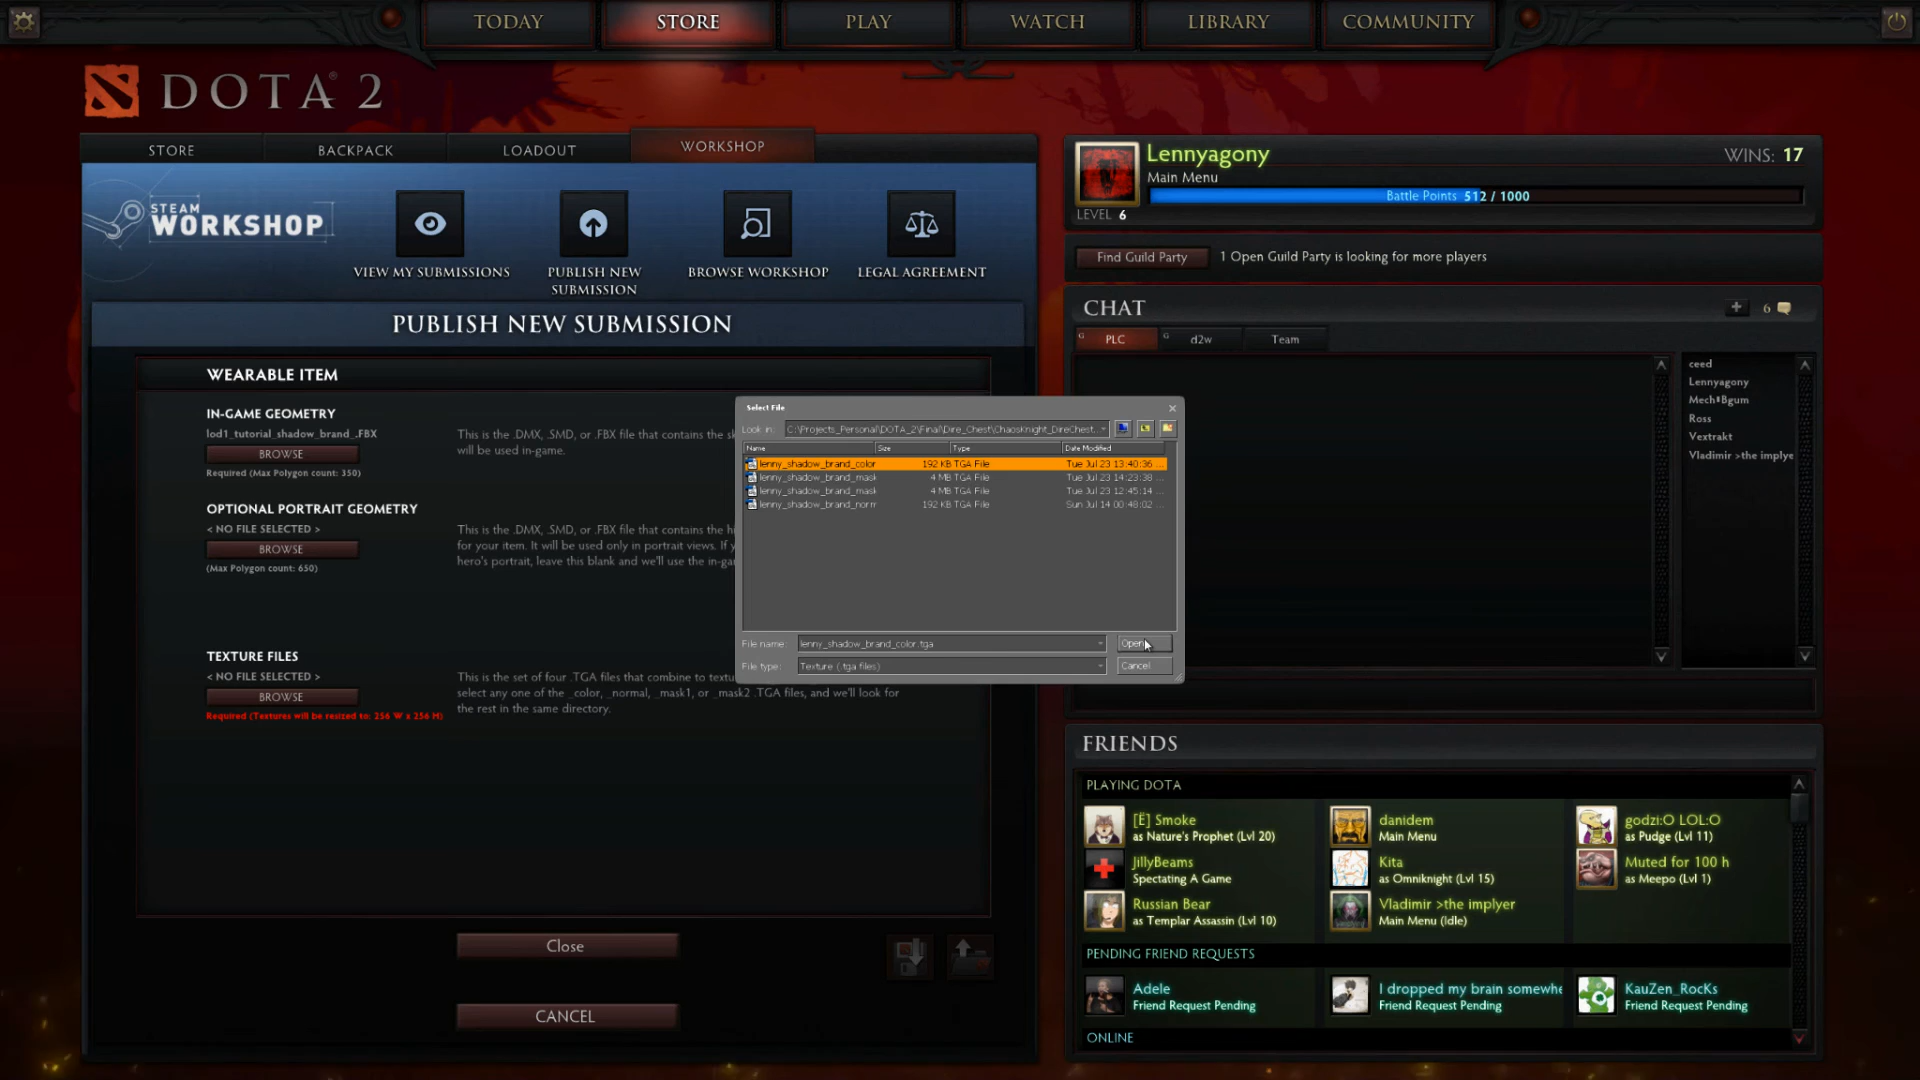 TODAY
STORE
PLAY
WATCH
LIBRARY
COMMUNITY
DOTA® 2
STORE
BACKPACK
LOADOUT
WORKSHOP
STEAM
WORKSHOP
VIEW MY SUBMISSIONS
PUBLISH NEW
SUBMISSION
BROWSE WORKSHOP
LEGAL AGREEMENT
PUBLISH NEW SUBMISSION
WEARABLE ITEM
IN-GAME GEOMETRY
lod1_tutorial_shadow_brand_.FBX
BROWSE
Required (Max Polygon count: 350)
This is the .DMX, .SMD, or .FBX file that contains the sk
will be used in-game.
OPTIONAL PORTRAIT GEOMETRY
< NO FILE SELECTED >
BROWSE
(Max Polygon count: 650)
This is the .DMX, .SMD, or .FBX file that contains the hi
for your item. It will be used only in portrait views. If y
hero's portrait, leave this blank and we'll use the in-ga
TEXTURE FILES
< NO FILE SELECTED >
BROWSE
Required (Textures will be resized to: 256 W x 256 H)
This is the set of four .TGA files that combine to textu
select any one of the _color, _normal, _mask1, or _mask2 .TGA files, and we'll look for
the rest in the same directory.
Close
CANCEL
Select File
Look in: C:\Projects_Personal\DOTA_2\Final\Dire_Chest\ChaosKnight_DireChest
Name Size Type Date Modified
lenny_shadow_brand_color 192 KB TGA File Tue Jul 23 13:40:36 ...
lenny_shadow_brand_mask 4 MB TGA File Tue Jul 23 14:23:38 ...
lenny_shadow_brand_mask 4 MB TGA File Tue Jul 23 12:45:14 ...
lenny_shadow_brand_norm 192 KB TGA File Sun Jul 14 00:48:02 ...
File name: lenny_shadow_brand_color.tga
Open
File type: Texture (.tga files)
Cancel
Lennyagony
WINS: 17
Main Menu
Battle Points 512 / 1000
LEVEL 6
Find Guild Party
1 Open Guild Party is looking for more players
CHAT
+
6
G PLC
G d2w
Team
ceed
Lennyagony
Ross
Vextrakt
Vladimir >the implye
FRIENDS
PLAYING DOTA
[Ë] Smoke
as Nature's Prophet (Lvl 20)
danidem
Main Menu
godzi:O LOL:O
as Pudge (Lvl 11)
JillyBeams
Spectating A Game
Kita
as Omniknight (Lvl 15)
Muted for 100 h
as Meepo (Lvl 1)
Russian Bear
as Templar Assassin (Lvl 10)
Vladimir >the implyer
Main Menu (Idle)
PENDING FRIEND REQUESTS
Adele
Friend Request Pending
I dropped my brain somewhe
Friend Request Pending
KauZen_RocKs
Friend Request Pending
ONLINE